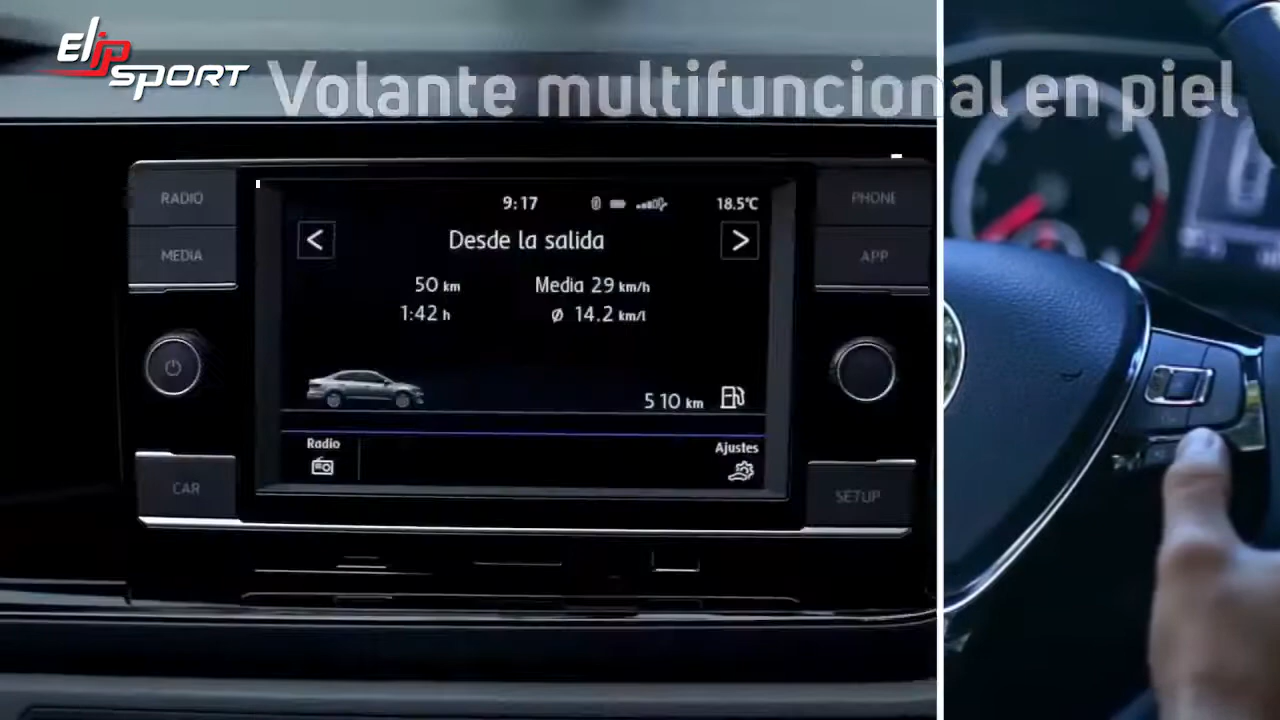 Elip
SPORT
Volante multifuncional en piel
RADIO
MEDIA
PHONE
APP
9:17
18.5°C
<
Desde la salida
>
50 km
Media 29 km/h
1:42 h
Ø 14.2 km/l
510 km
Radio
Ajustes
CAR
SETUP